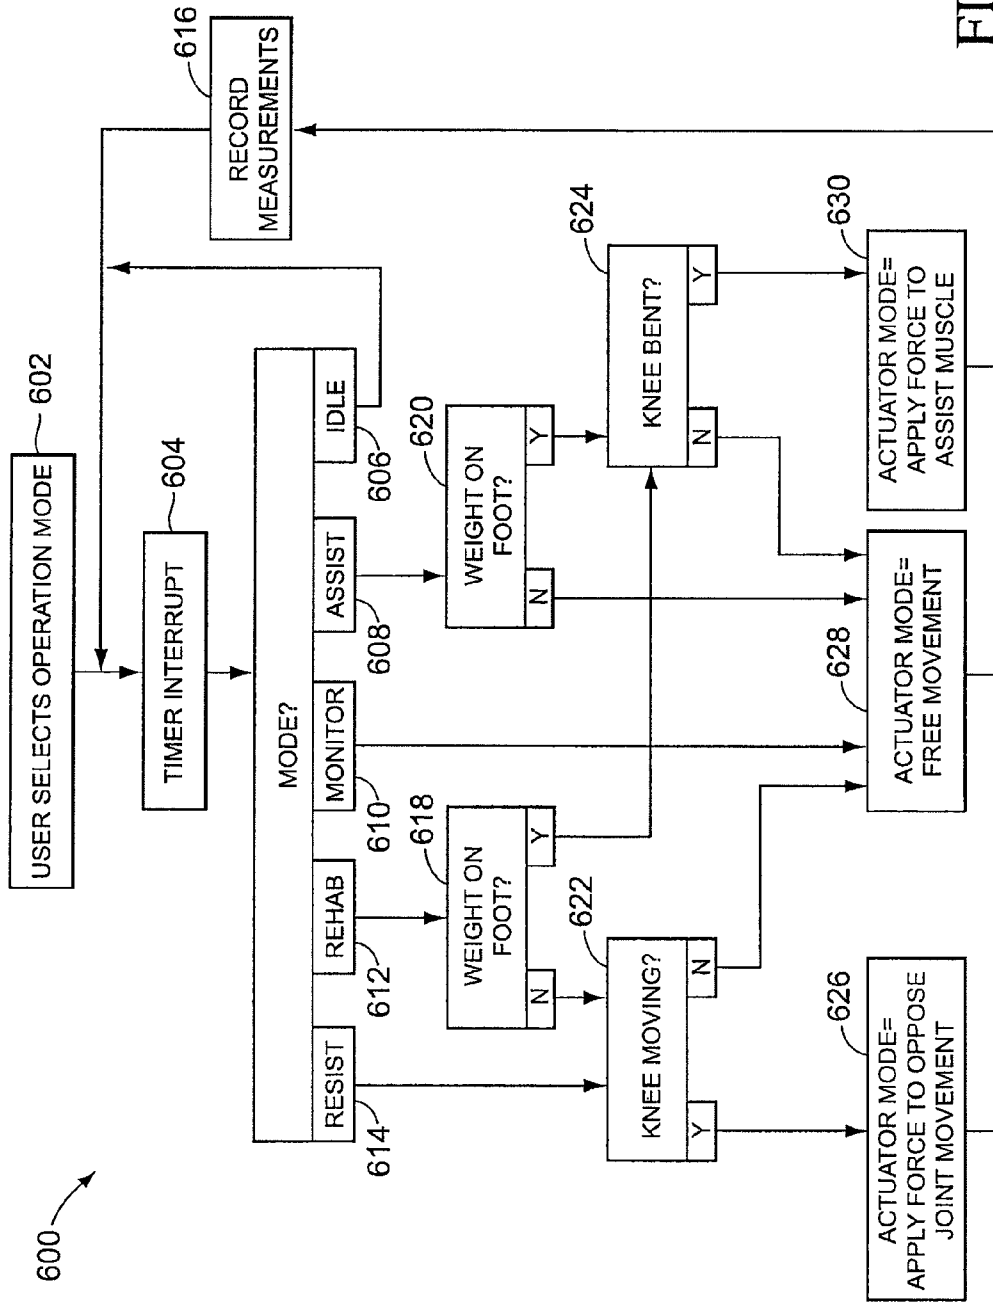 600
USER SELECTS OPERATION MODE
602
TIMER INTERRUPT
604
RECORD
MEASUREMENTS
616
MODE?
RESIST
REHAB
MONITOR
ASSIST
IDLE
614
612
610
608
606
WEIGHT ON
FOOT?
N
Y
618
WEIGHT ON
FOOT?
N
Y
620
KNEE MOVING?
Y
N
622
KNEE BENT?
N
Y
624
ACTUATOR MODE=
APPLY FORCE TO OPPOSE
JOINT MOVEMENT
626
ACTUATOR MODE=
FREE MOVEMENT
628
ACTUATOR MODE=
APPLY FORCE TO
ASSIST MUSCLE
630